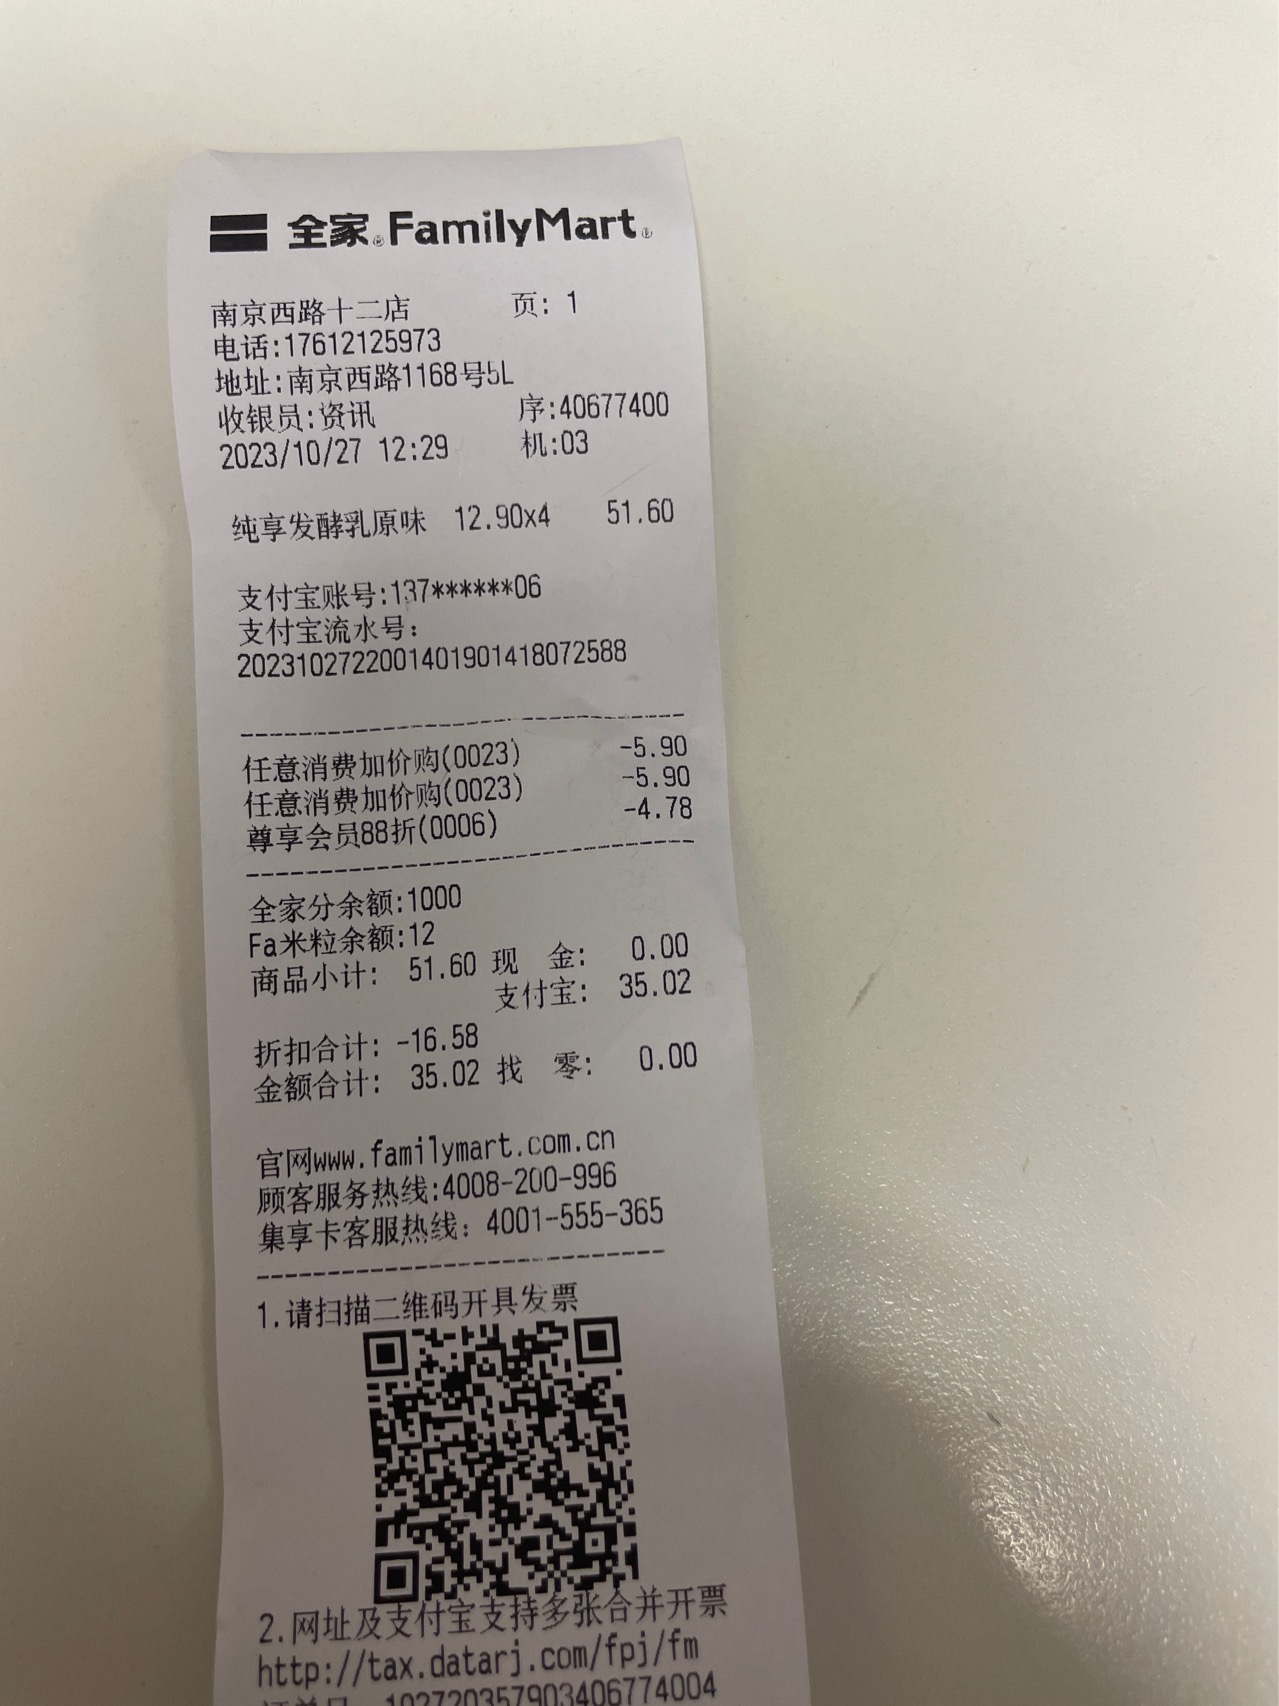 全家®FamilyMart®
南京西路十二店 页: 1
电话:17612125973
地址:南京西路1168号5L
收银员:资讯 序:40677400
2023/10/27 12:29 机:03
纯享发酵乳原味 12.90x4 51.60
支付宝账号:137******06
支付宝流水号:
2023102722001401901418072588
任意消费加价购(0023) -5.90
任意消费加价购(0023) -5.90
尊享会员88折(0006) -4.78
全家分余额:1000
Fa米粒余额:12
商品小计: 51.60 现 金: 0.00
支付宝: 35.02
折扣合计: -16.58
金额合计: 35.02 找 零: 0.00
官网www.familymart.com.cn
顾客服务热线:4008-200-996
集享卡客服热线: 4001-555-365
1.请扫描二维码开具发票
2.网址及支付宝支持多张合并开票
http://tax.datarj.com/fpj/fm
订单号 1027203579034067​74004